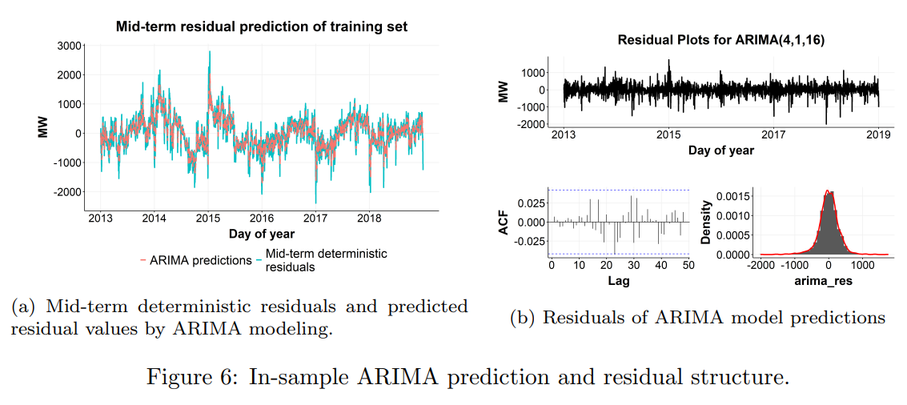 Mid-term residual prediction of training set
3000
2000
1000
0
-1000
-2000
MW
2013 2014 2015 2016 2017 2018
Day of year
ARIMA predictions
Mid-term deterministic
residuals
(a) Mid-term deterministic residuals and predicted
residual values by ARIMA modeling.
Residual Plots for ARIMA(4,1,16)
1000
0
-1000
-2000
MW
2013 2015 2017 2019
Day of year
0.025
0.000
-0.025
ACF
0 10 20 30 40 50
Lag
0.0015
0.0010
0.0005
0.0000
Density
-2000 -1000 0 1000
arima_res
(b) Residuals of ARIMA model predictions
Figure 6: In-sample ARIMA prediction and residual structure.